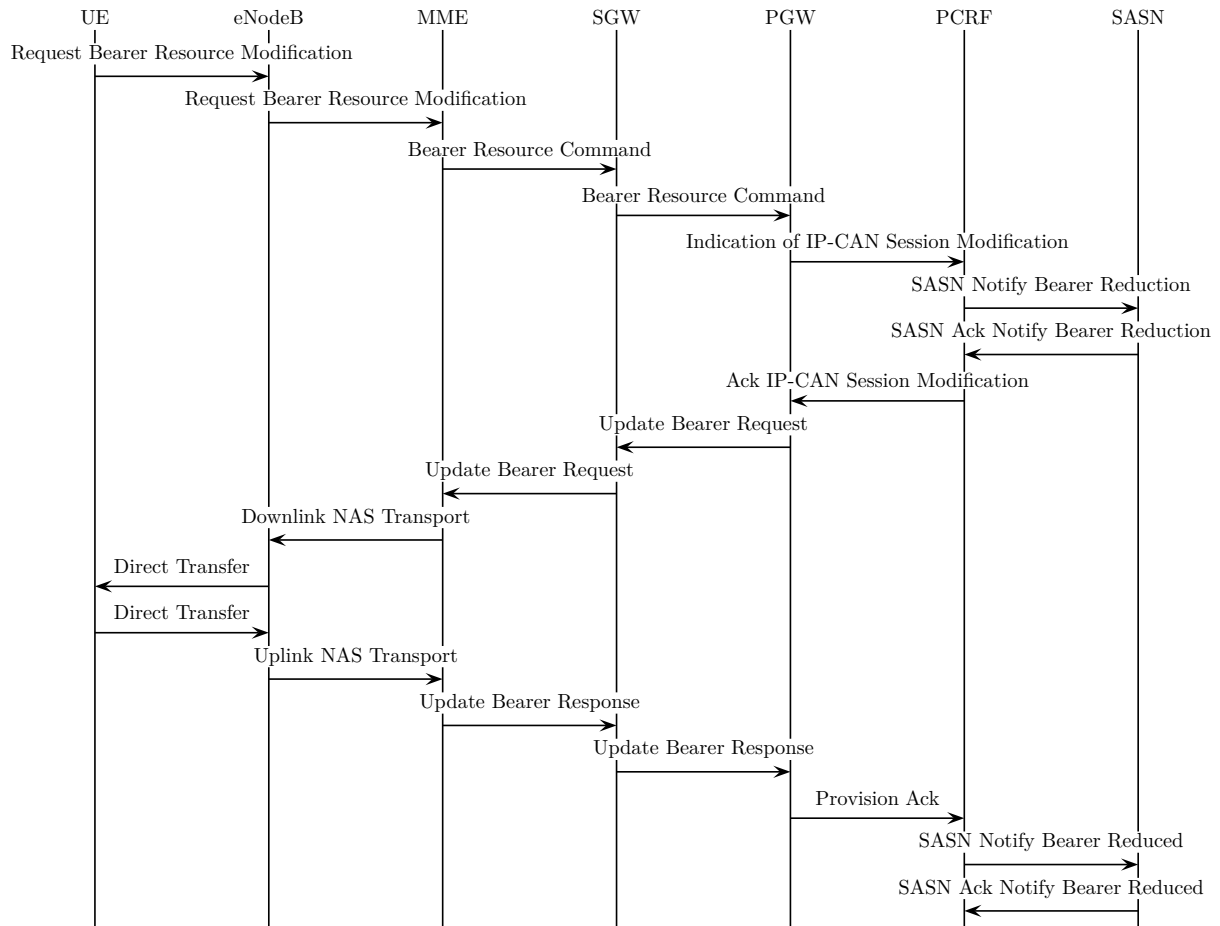 UE eNodeB MME SGW PGW PCRF SASN
Request Bearer Resource Modification
Request Bearer Resource Modification
Bearer Resource Command
Bearer Resource Command
Indication of IP-CAN Session Modification
SASN Notify Bearer Reduction
SASN Ack Notify Bearer Reduction
Ack IP-CAN Session Modification
Update Bearer Request
Update Bearer Request
Downlink NAS Transport
Direct Transfer
Direct Transfer
Uplink NAS Transport
Update Bearer Response
Update Bearer Response
Provision Ack
SASN Notify Bearer Reduced
SASN Ack Notify Bearer Reduced